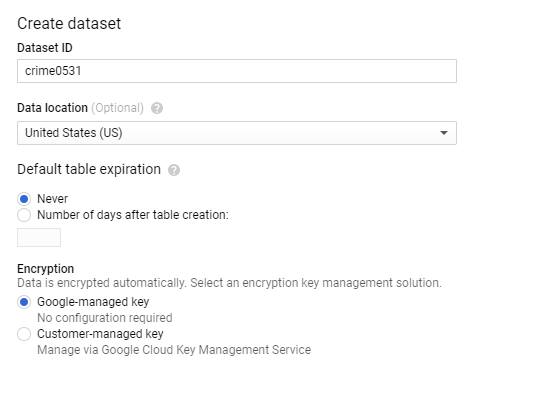 Create dataset
Dataset ID
crime0531
Data location (Optional) ?
United States (US)
Default table expiration ?
Never
Number of days after table creation:
Encryption
Data is encrypted automatically. Select an encryption key management solution.
Google-managed key
No configuration required
Customer-managed key
Manage via Google Cloud Key Management Service